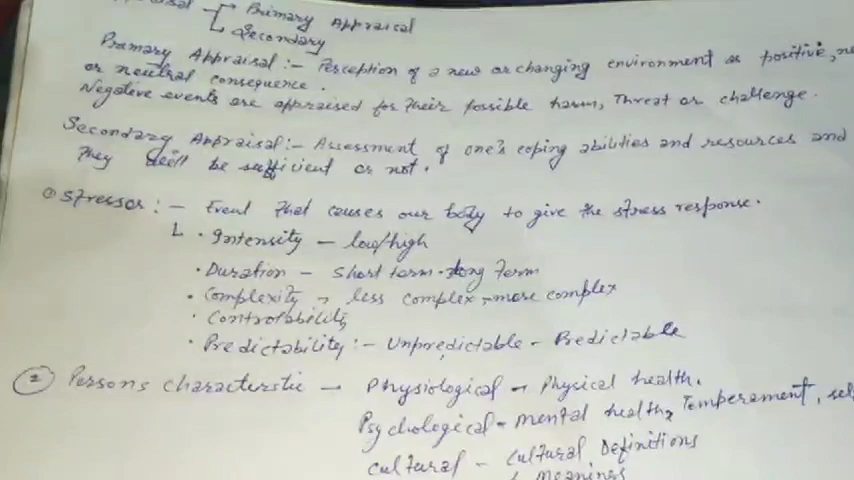 Primary Appraisal
Secondary
Primary Appraisal :- Perception of a new or changing environment as positive,
or neutral consequence.
Negative events are appraised for their possible harm, Threat or challenge.
Secondary Appraisal :- Assessment of one's coping abilities and resources and
They will be sufficient or not.
① Stressor :- Event that causes our body to give the stress response.
• Intensity - low/high
• Duration - Short term - long Term
• Complexity → less complex, more complex
• Controlability
• Predictability :- Unpredictable - Predictable
② Persons characterstic → Physiological → Physical health.
Psychological - mental health, Temperament,
cultural - cultural Definitions
Meanings